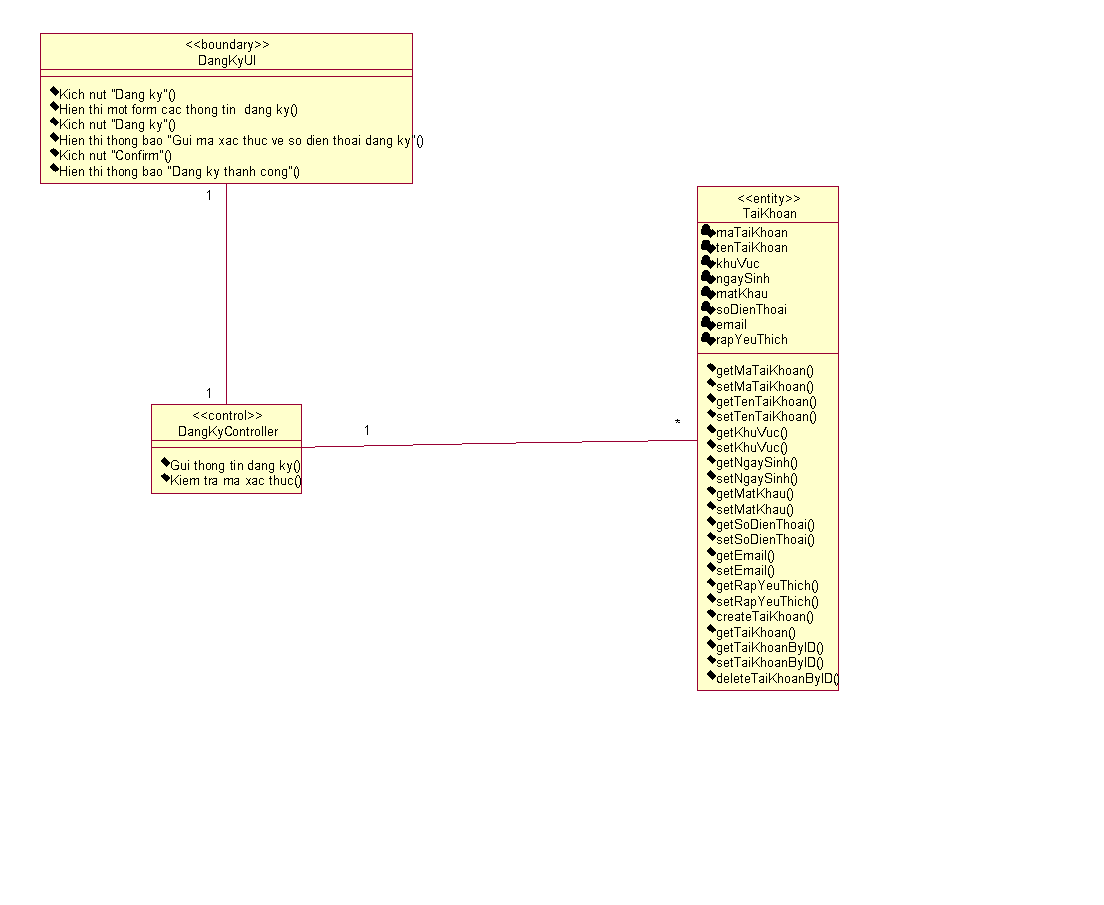 <<boundary>>
DangKyUI
Kich nut "Dang ky"()
Hien thi mot form cac thong tin  dang ky()
Kich nut "Dang ky"()
Hien thi thong bao "Gui ma xac thuc ve so dien thoai dang ky"()
Kich nut "Confirm"()
Hien thi thong bao "Dang ky thanh cong"()
1
1
<<control>>
DangKyController
Gui thong tin dang ky()
Kiem tra ma xac thuc()
1
*
<<entity>>
TaiKhoan
maTaiKhoan
tenTaiKhoan
khuVuc
ngaySinh
matKhau
soDienThoai
email
rapYeuThich
getMaTaiKhoan()
setMaTaiKhoan()
getTenTaiKhoan()
setTenTaiKhoan()
getKhuVuc()
setKhuVuc()
getNgaySinh()
setNgaySinh()
getMatKhau()
setMatKhau()
getSoDienThoai()
setSoDienThoai()
getEmail()
setEmail()
getRapYeuThich()
setRapYeuThich()
createTaiKhoan()
getTaiKhoan()
getTaiKhoanByID()
setTaiKhoanByID()
deleteTaiKhoanByID()